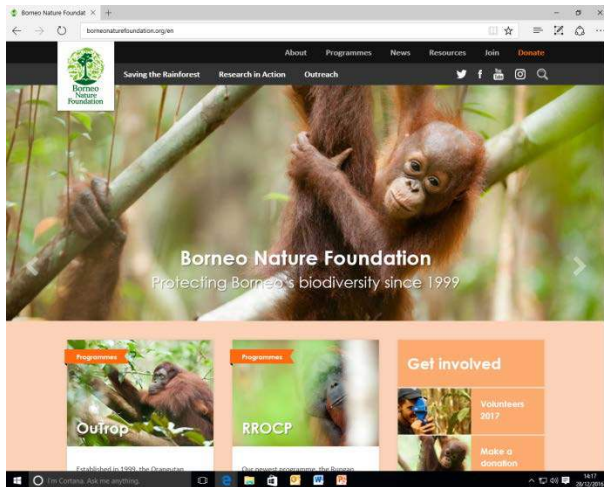 Borneo Nature Foundat
borneonaturefoundation.org/en
About Programmes News Resources Join Donate
Borneo
Nature
Foundation
Saving the Rainforest Research in Action Outreach
Borneo Nature Foundation
Protecting Borneo's biodiversity since 1999
Programmes
OuTrop
Established in 1999, the Orangutan
Programmes
RROCP
Our newest programme, the Rungan
Get involved
Volunteers
2017
Make a
donation
I'm Cortana. Ask me anything.
14:17
28/12/2016